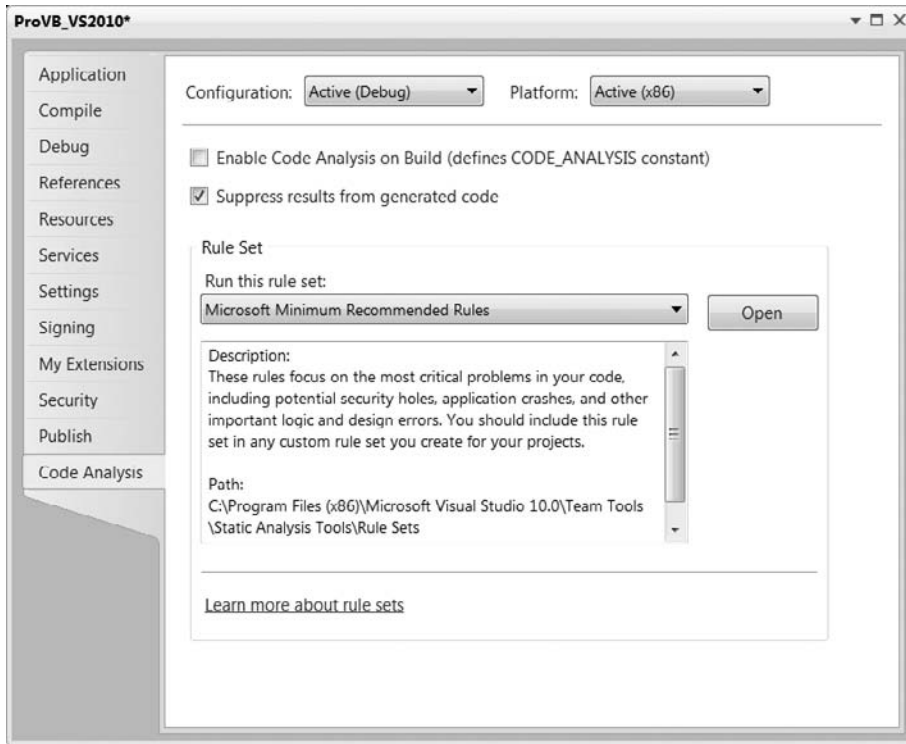 ProVB_VS2010*
Application
Compile
Debug
References
Resources
Services
Settings
Signing
My Extensions
Security
Publish
Code Analysis
Configuration: Active (Debug) Platform: Active (x86)
Enable Code Analysis on Build (defines CODE_ANALYSIS constant)
Suppress results from generated code
Rule Set
Run this rule set:
Microsoft Minimum Recommended Rules Open
Description:
These rules focus on the most critical problems in your code,
including potential security holes, application crashes, and other
important logic and design errors. You should include this rule
set in any custom rule set you create for your projects.
Path:
C:\Program Files (x86)\Microsoft Visual Studio 10.0\Team Tools
\Static Analysis Tools\Rule Sets
Learn more about rule sets